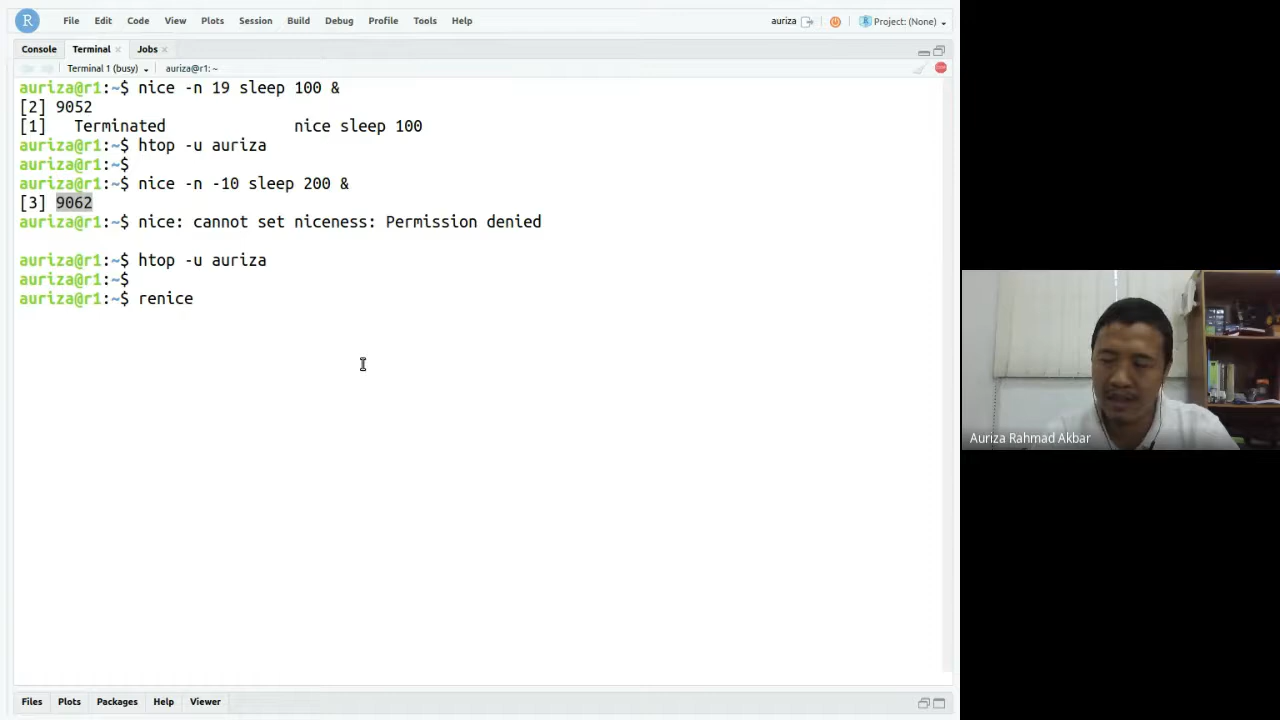 R File Edit Code View Plots Session Build Debug Profile Tools Help auriza Project: (None)
Console Terminal Jobs
Terminal 1 (busy) auriza@r1: ~
auriza@r1:~$ nice -n 19 sleep 100 &
[2] 9052
[1] Terminated nice sleep 100
auriza@r1:~$ htop -u auriza
auriza@r1:~$
auriza@r1:~$ nice -n -10 sleep 200 &
[3] 9062
auriza@r1:~$ nice: cannot set niceness: Permission denied
auriza@r1:~$ htop -u auriza
auriza@r1:~$
auriza@r1:~$ renice
Auriza Rahmad Akbar
Files Plots Packages Help Viewer